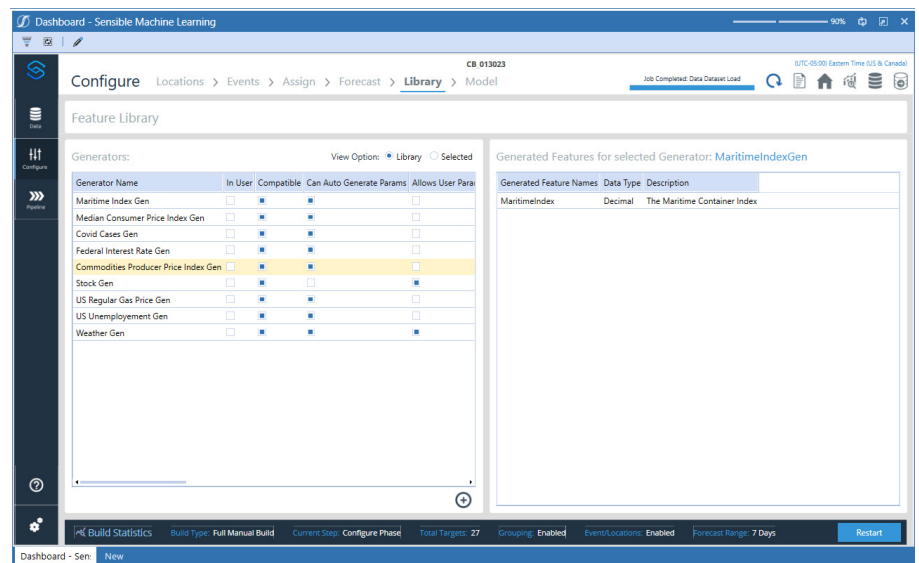 Dashboard - Sensible Machine Learning
90%
CB 013023
(UTC-05:00) Eastern Time (US & Canada)
Configure Locations > Events > Assign > Forecast > Library > Model
Job Completed: Data Dataset Load
Data
Configure
Pipeline
Feature Library
Generators:
View Option: Library Selected
Generator Name In User Compatible Can Auto Generate Params Allows User Para
Maritime Index Gen
Median Consumer Price Index Gen
Covid Cases Gen
Federal Interest Rate Gen
Commodities Producer Price Index Gen
Stock Gen
US Regular Gas Price Gen
US Unemployement Gen
Weather Gen
Generated Features for selected Generator: MaritimeIndexGen
Generated Feature Names Data Type Description
MaritimeIndex Decimal The Maritime Container Index
Build Statistics Build Type: Full Manual Build Current Step: Configure Phase Total Targets: 27 Grouping: Enabled Event/Locations: Enabled Forecast Range: 7 Days Restart
Dashboard - Sen: New